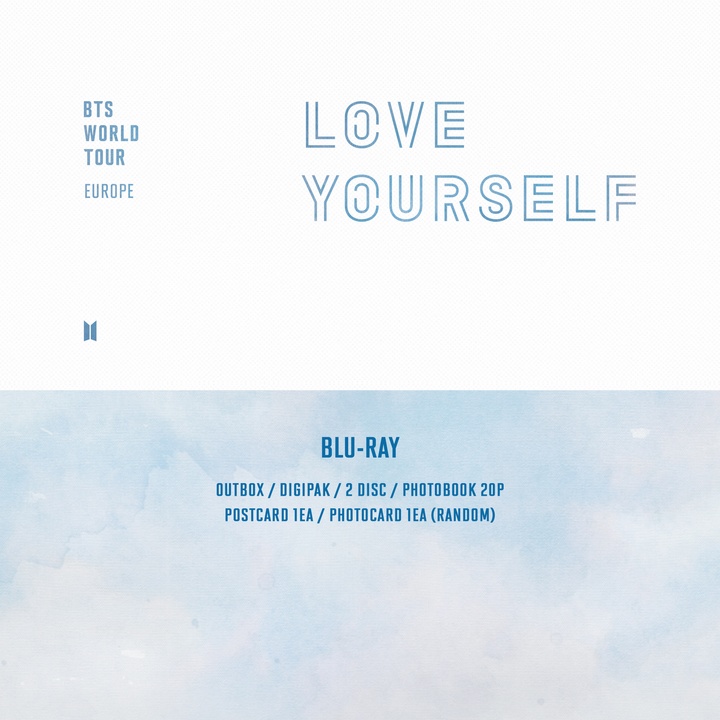 BTS
WORLD
TOUR
EUROPE
LOVE
YOURSELF
BLU-RAY
OUTBOX / DIGIPAK / 2 DISC / PHOTOBOOK 20P
POSTCARD 1EA / PHOTOCARD 1EA (RANDOM)